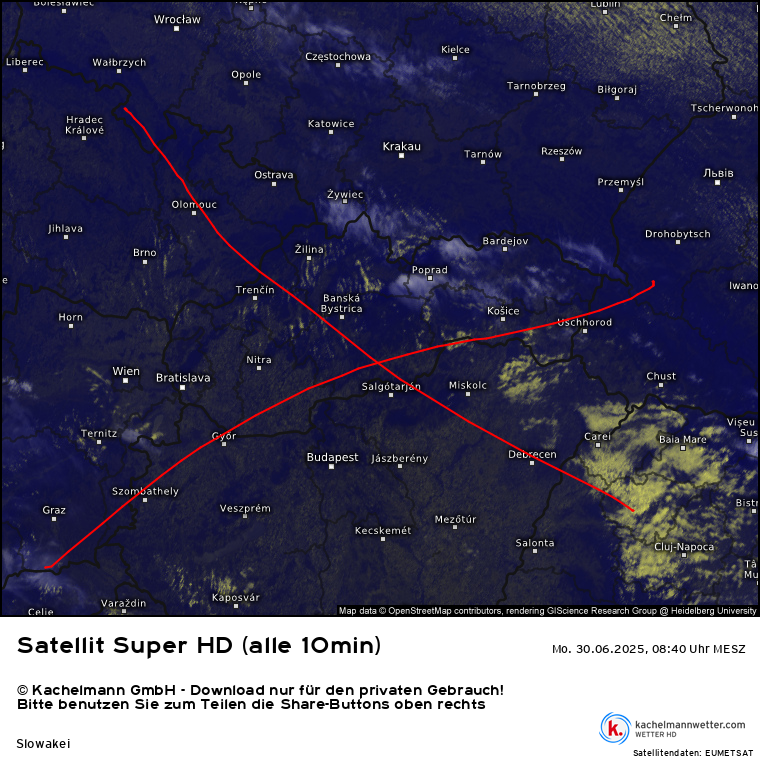 Bolesławiec
Kępno
Lublin
Wrocław
Chełm
Kielce
Częstochowa
Liberec
Wałbrzych
Opole
Tarnobrzeg
Biłgoraj
Tscherwonoh
Hradec
Králové
Katowice
Krakau
Tarnów
Rzeszów
Ostrava
Przemyśl
Львів
Żywiec
Olomouc
Jihlava
Drohobytsch
Brno
Žilina
Bardejov
Poprad
Iwano
Trenčín
Banská
Bystrica
Košice
Horn
Uschhorod
Nitra
Wien
Bratislava
Salgótarján
Miskolc
Chust
Vișeu
Sus
Ternitz
Győr
Carei
Baia Mare
Budapest
Jászberény
Debrecen
Szombathely
Graz
Veszprém
Mezőtúr
Kecskemét
Bistr
Salonta
Cluj-Napoca
Tâ
Mu
Varaždin
Kaposvár
Celje
Map data © OpenStreetMap contributors, rendering GIScience Research Group @ Heidelberg University
Satellit Super HD (alle 10min)
Mo. 30.06.2025, 08:40 Uhr MESZ
© Kachelmann GmbH - Download nur für den privaten Gebrauch!
Bitte benutzen Sie zum Teilen die Share-Buttons oben rechts
k.
kachelmannwetter.com
WETTER HD
Slowakei
Satellitendaten: EUMETSAT